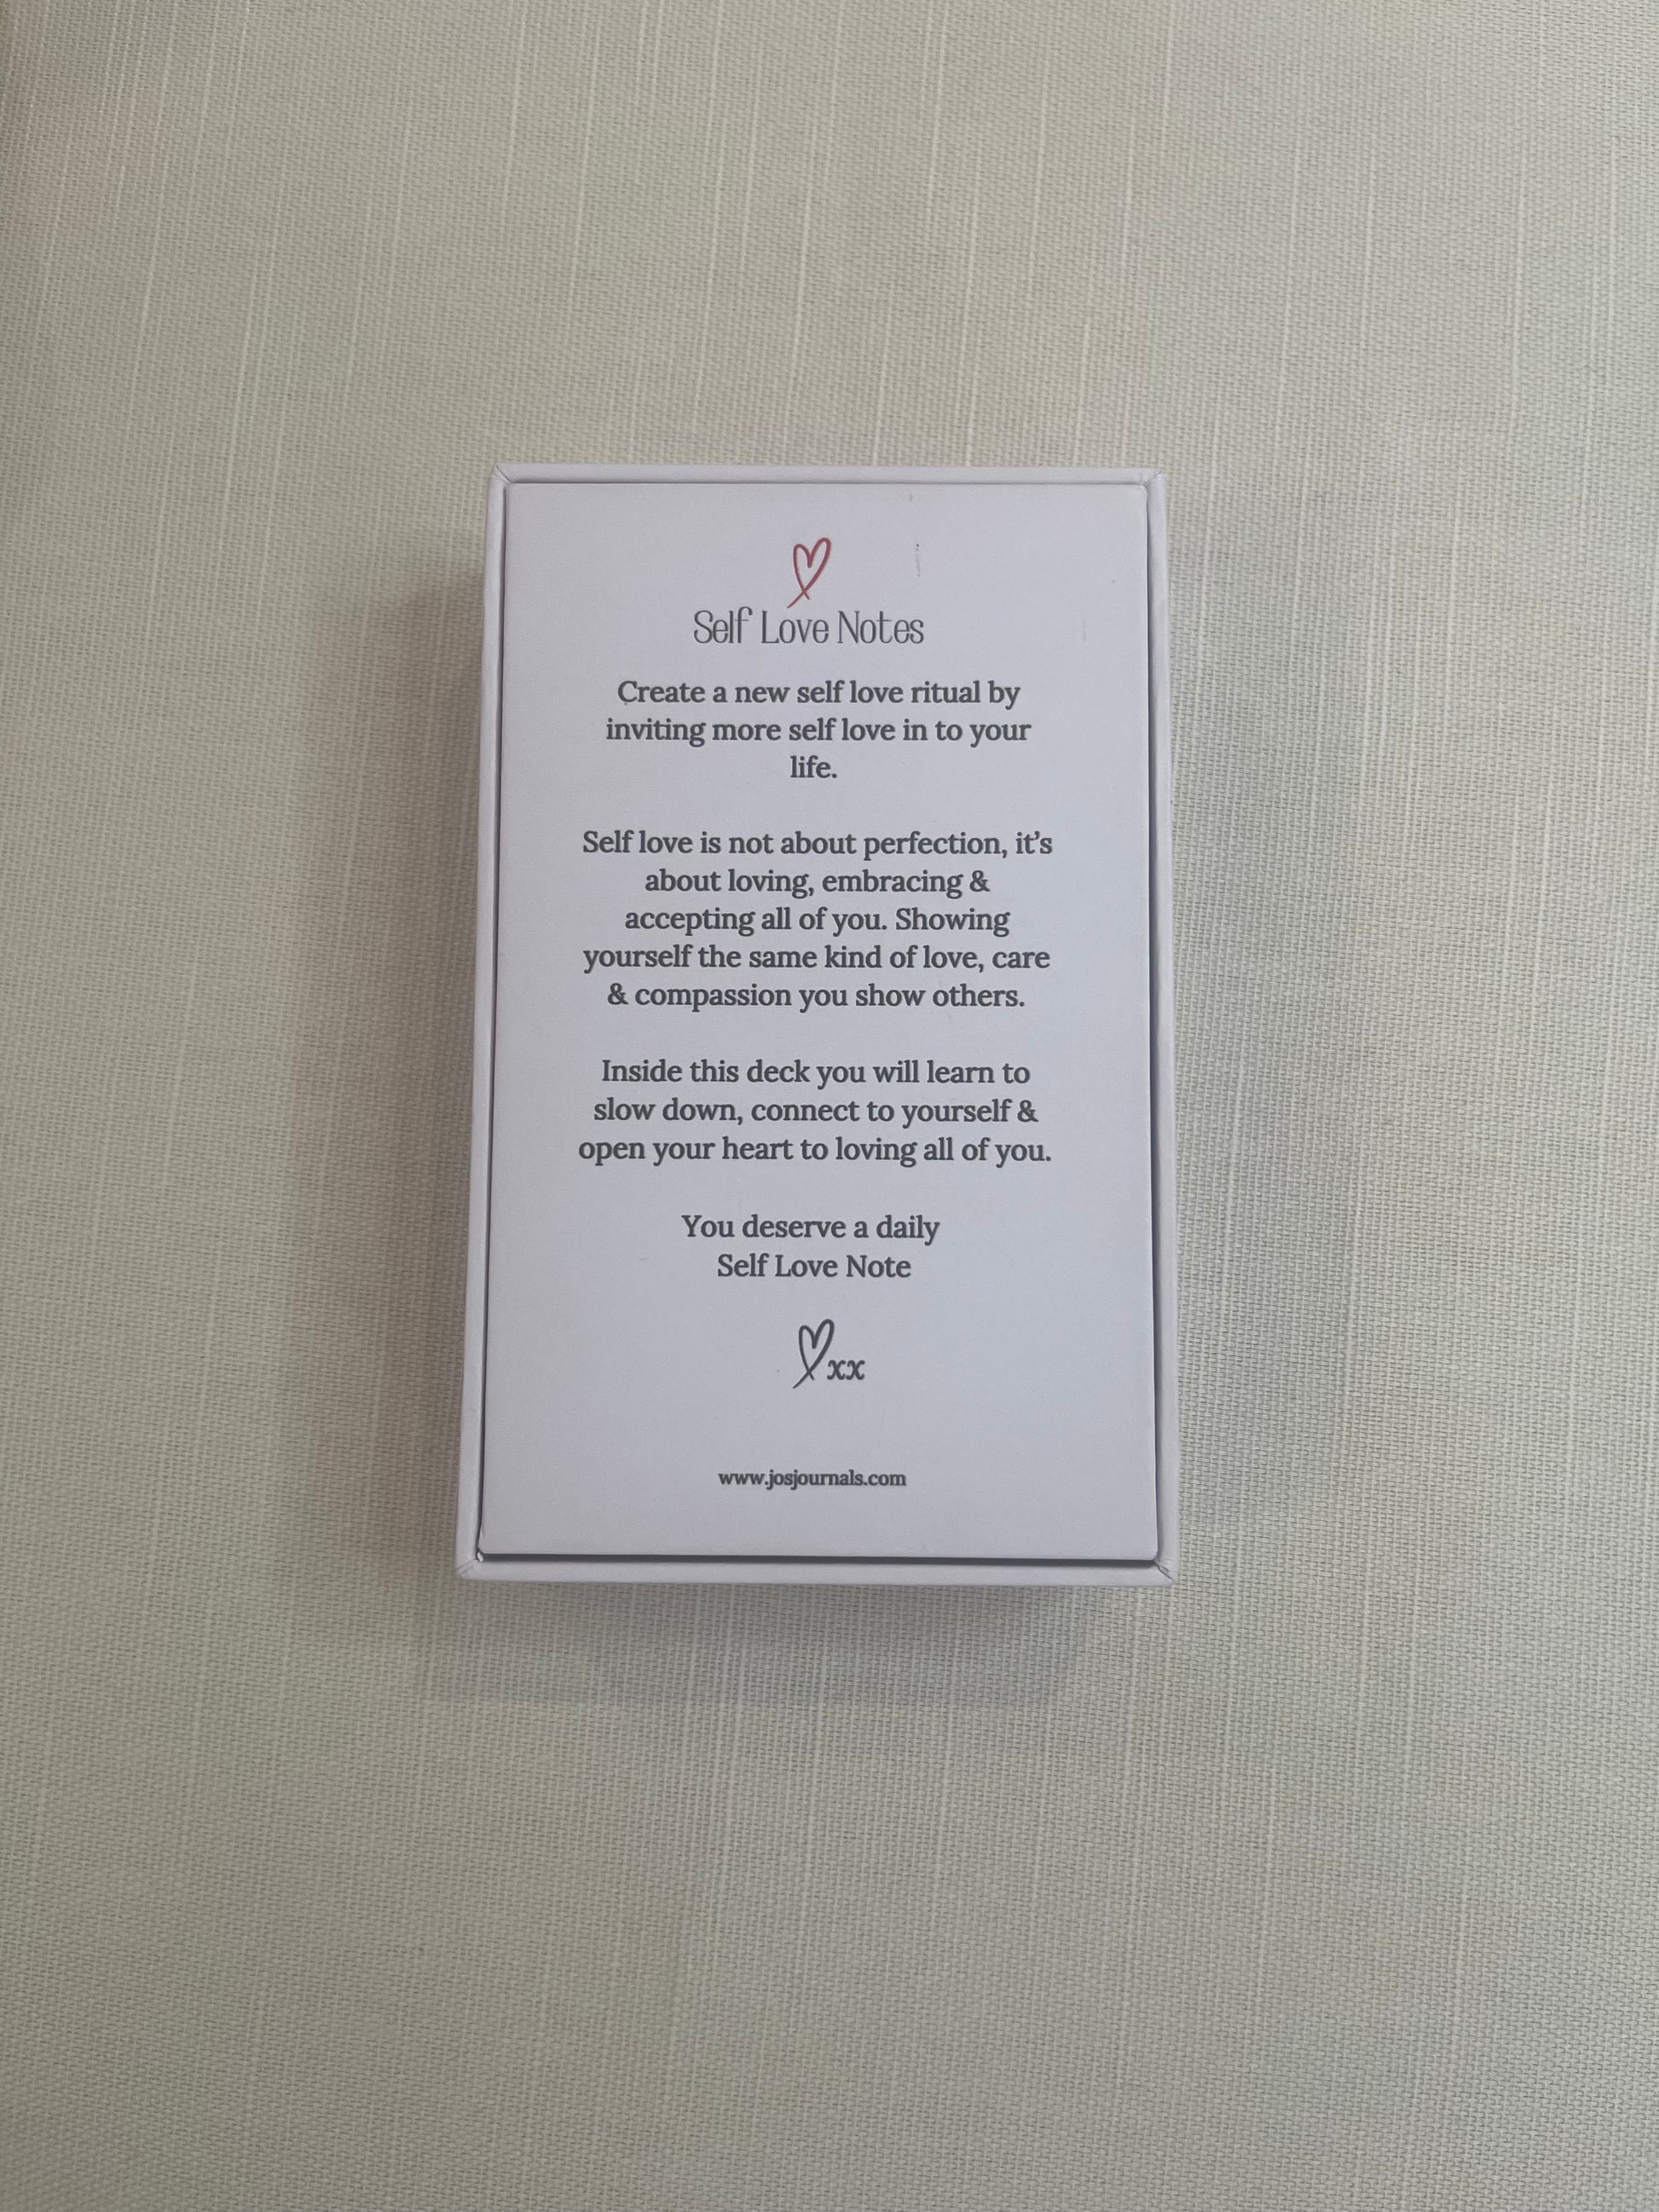 Self Love Notes
Create a new self love ritual by
inviting more self love in to your
life.
Self love is not about perfection, it’s
about loving, embracing &
accepting all of you. Showing
yourself the same kind of love, care
& compassion you show others.
Inside this deck you will learn to
slow down, connect to yourself &
open your heart to loving all of you.
You deserve a daily
Self Love Note
xx
www.josjournals.com